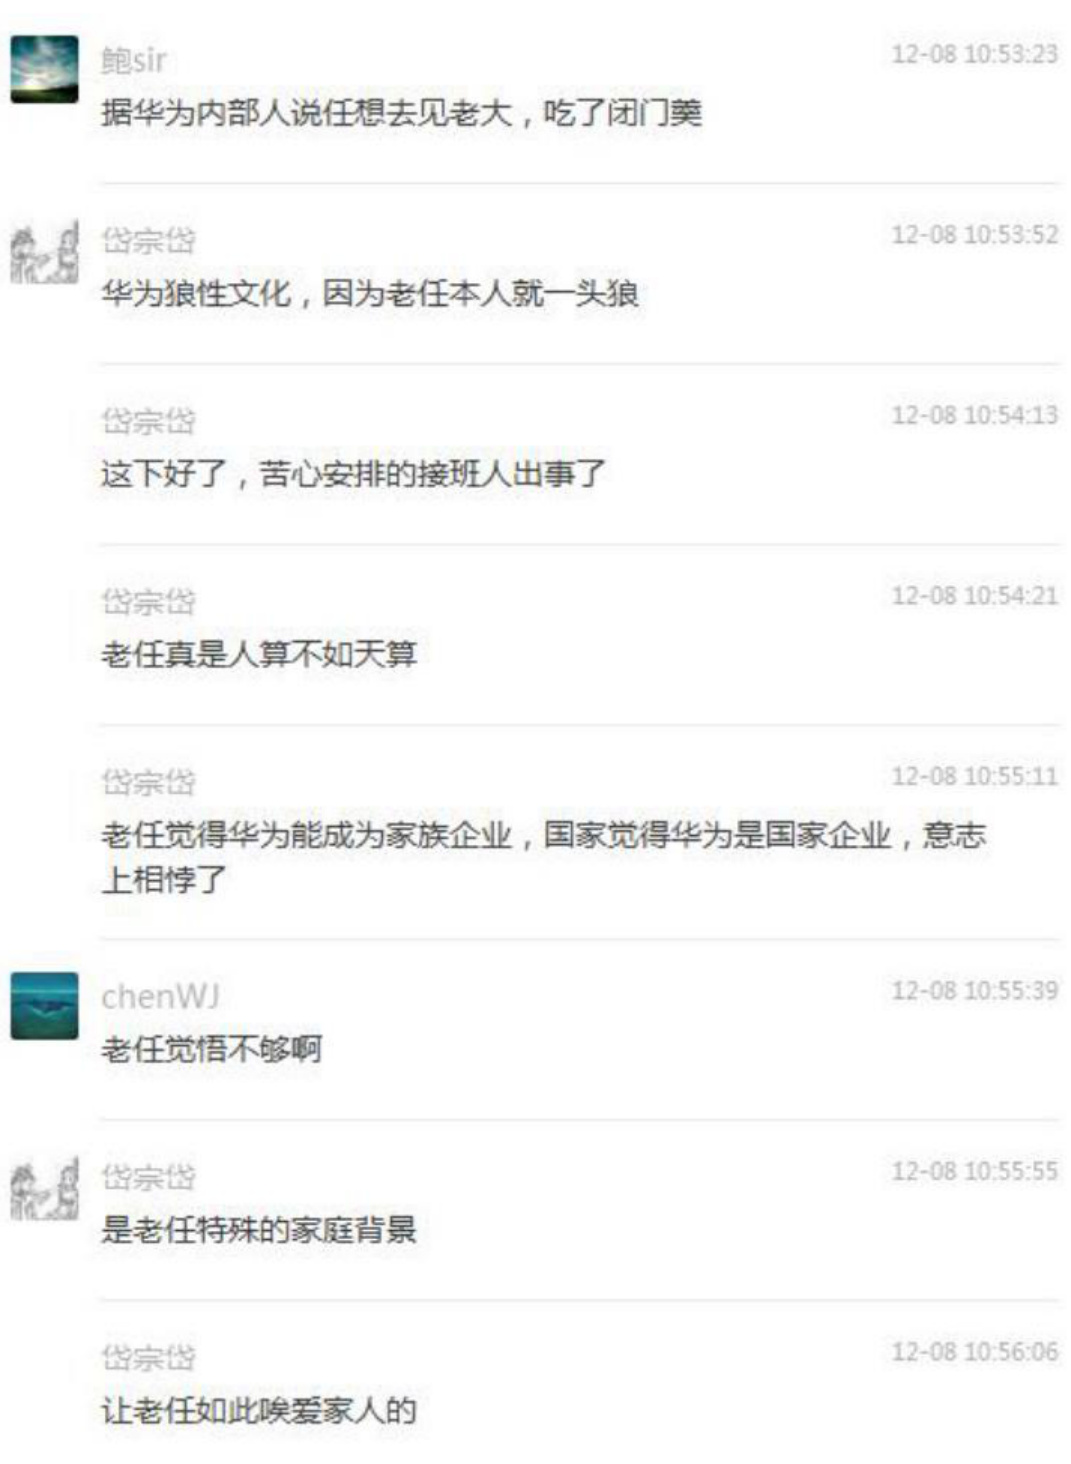 鲍sir
12-08 10:53:23
据华为内部人说任想去见老大，吃了闭门羹
岱宗岱
12-08 10:53:52
华为狼性文化，因为老任本人就一头狼
岱宗岱
12-08 10:54:13
这下好了，苦心安排的接班人出事了
岱宗岱
12-08 10:54:21
老任真是人算不如天算
岱宗岱
12-08 10:55:11
老任觉得华为能成为家族企业，国家觉得华为是国家企业，意志
上相悖了
chenWJ
12-08 10:55:39
老任觉悟不够啊
岱宗岱
12-08 10:55:55
是老任特殊的家庭背景
岱宗岱
12-08 10:56:06
让老任如此唉爱家人的